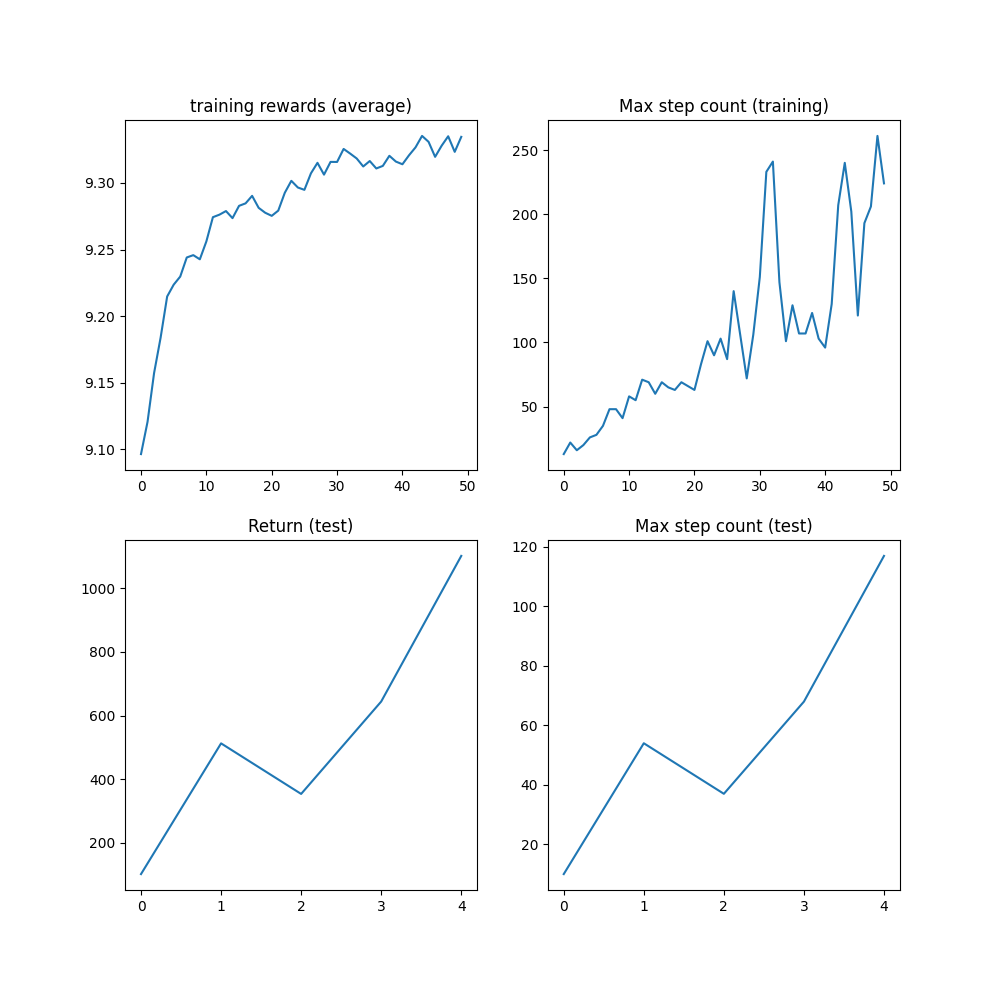 training rewards (average)
Max step count (training)
9.30
9.25
9.20
9.15
9.10
0 10 20 30 40 50
250
200
150
100
50
0 10 20 30 40 50
Return (test)
Max step count (test)
1000
800
600
400
200
0 1 2 3 4
120
100
80
60
40
20
0 1 2 3 4